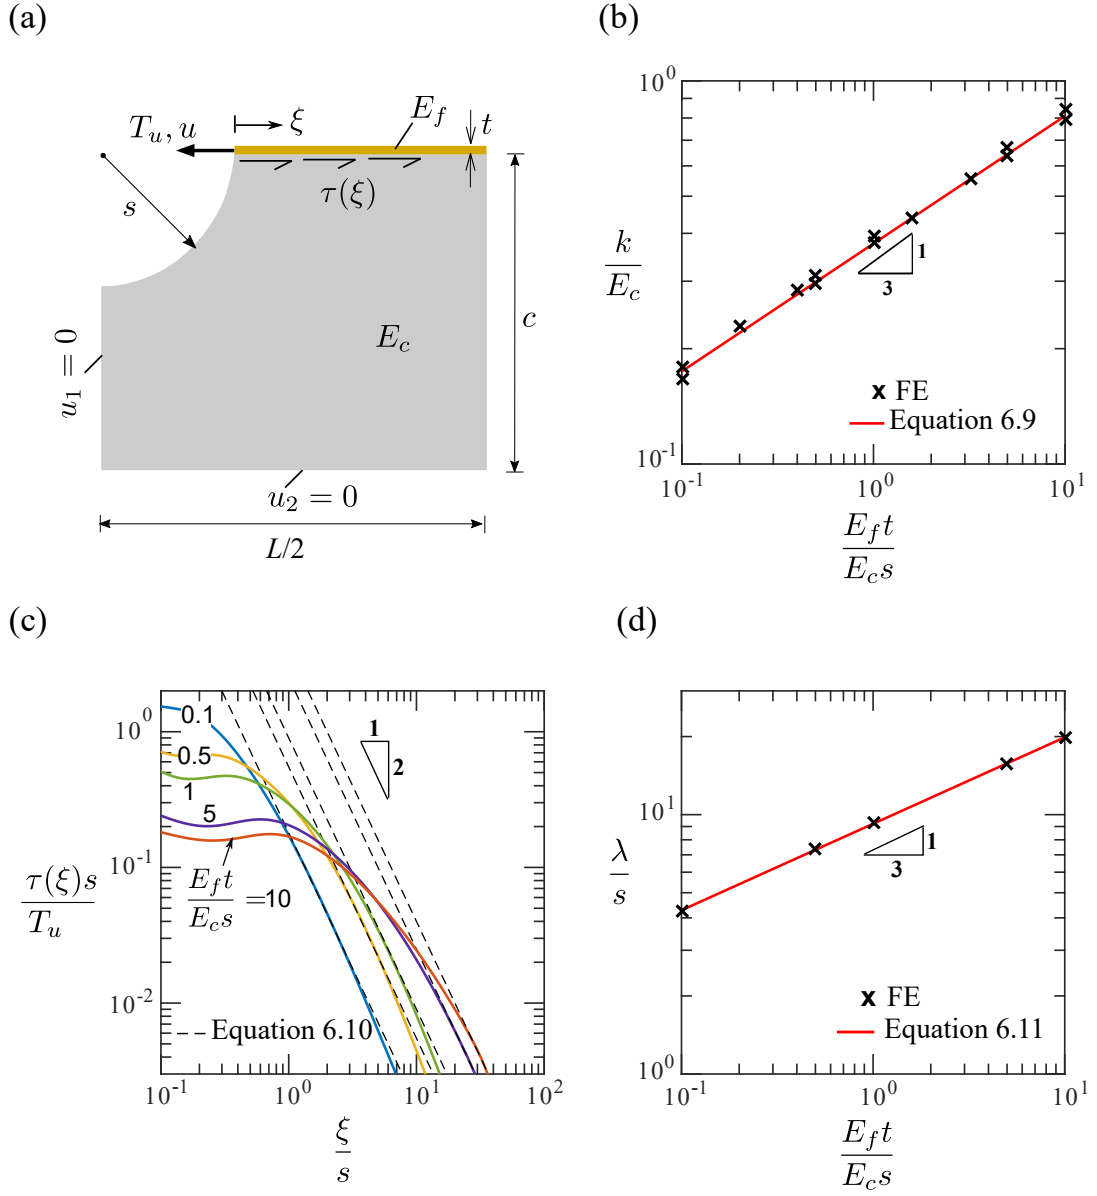 (a)
T_u, u
ξ
E_f
t
τ(ξ)
s
E_c
c
u_1 = 0
u_2 = 0
L/2
(b)
k/E_c
10^0
10^-1
1
3
x FE
Equation 6.9
10^-1
10^0
10^1
E_f t/E_c s
(c)
τ(ξ)s/T_u
10^0
10^-1
10^-2
0.1
0.5
1
5
E_f t/E_c s = 10
1
2
Equation 6.10
10^-1
10^0
10^1
10^2
ξ/s
(d)
λ/s
10^1
10^0
1
3
x FE
Equation 6.11
10^-1
10^0
10^1
E_f t/E_c s